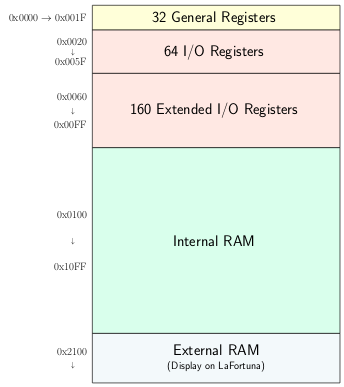 0x0000 → 0x001F
32 General Registers
0x0020
↓
0x005F
64 I/O Registers
0x0060
↓
0x00FF
160 Extended I/O Registers
0x0100
↓
0x10FF
Internal RAM
0x2100
↓
External RAM
(Display on LaFortuna)